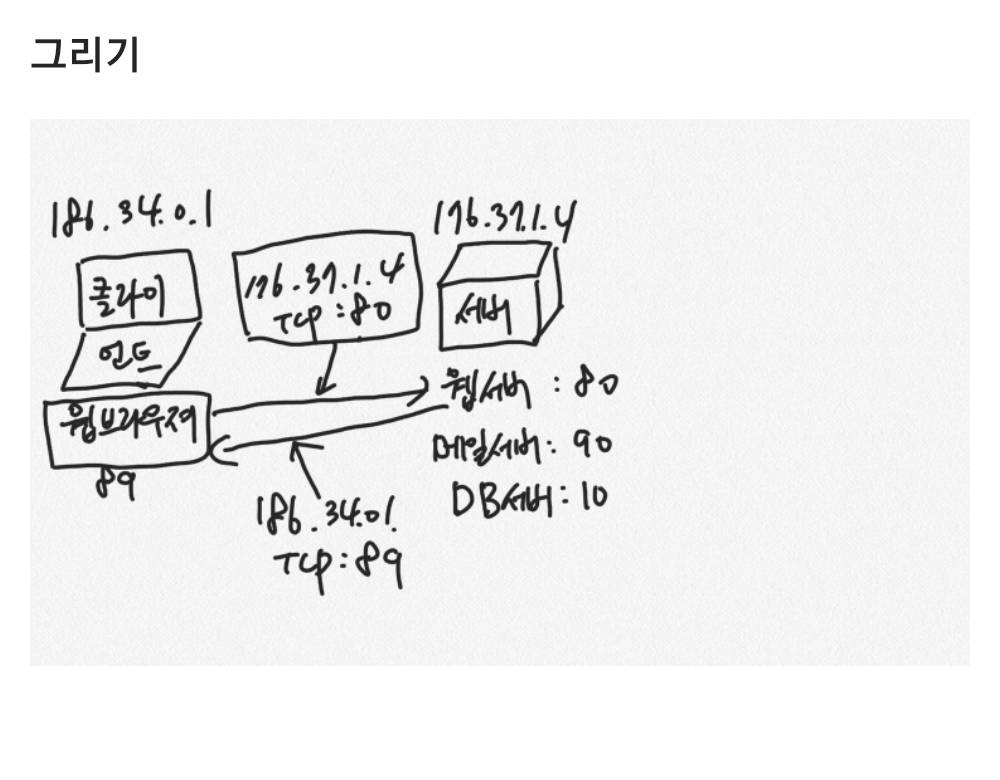 그리기
186.34.0.1
클라이
언트
웹브라우저
89
176.37.1.4
TCP :80
176.37.1.4
서버
웹서버 : 80
메일서버: 90
DB서버: 10
186.34.01.
TCP:89